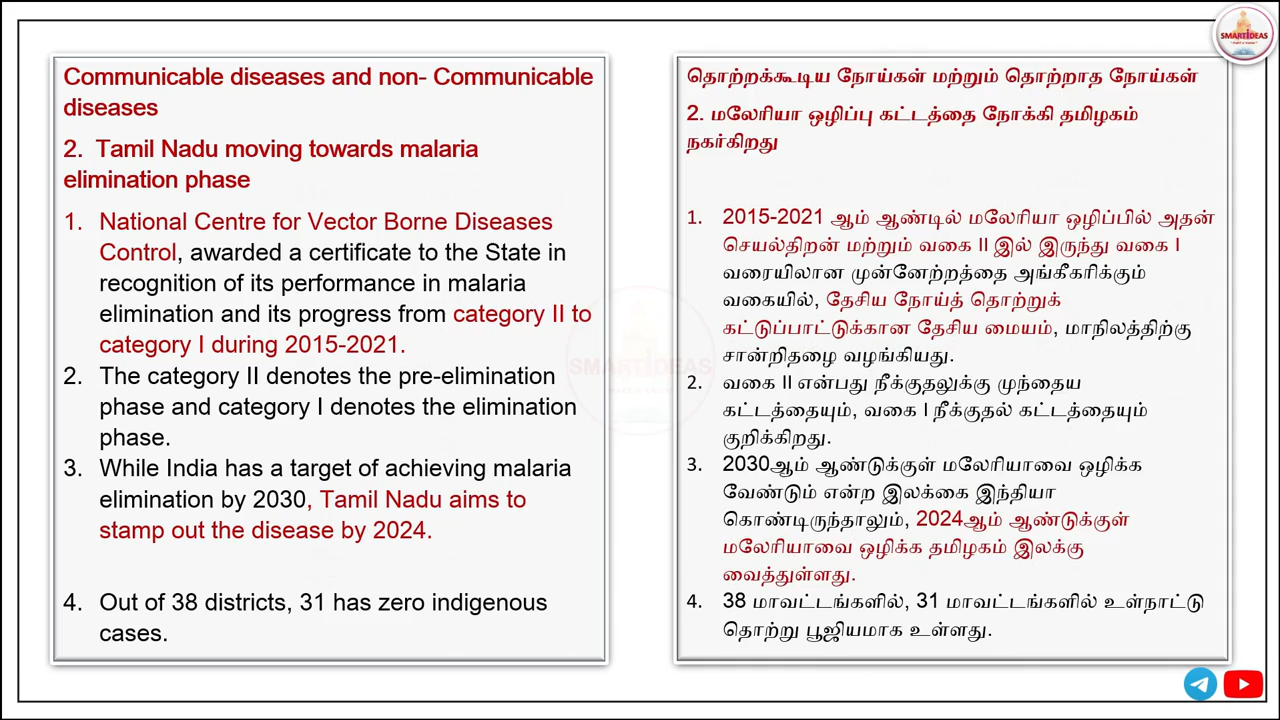 SMARTIDEAS
Communicable diseases and non- Communicable
diseases
2. Tamil Nadu moving towards malaria
elimination phase
1. National Centre for Vector Borne Diseases
Control, awarded a certificate to the State in
recognition of its performance in malaria
elimination and its progress from category II to
category I during 2015-2021.
2. The category II denotes the pre-elimination
phase and category I denotes the elimination
phase.
3. While India has a target of achieving malaria
elimination by 2030, Tamil Nadu aims to
stamp out the disease by 2024.
4. Out of 38 districts, 31 has zero indigenous
cases.
தொற்றக்கூடிய நோய்கள் மற்றும் தொற்றாத நோய்கள்
2. மலேரியா ஒழிப்பு கட்டத்தை நோக்கி தமிழகம்
நகர்கிறது
1. 2015-2021 ஆம் ஆண்டில் மலேரியா ஒழிப்பில் அதன்
செயல்திறன் மற்றும் வகை II இல் இருந்து வகை I
வரையிலான முன்னேற்றத்தை அங்கீகரிக்கும்
வகையில், தேசிய நோய்த் தொற்றுக்
கட்டுப்பாட்டுக்கான தேசிய மையம், மாநிலத்திற்கு
சான்றிதழை வழங்கியது.
2. வகை II என்பது நீக்குதலுக்கு முந்தைய
கட்டத்தையும், வகை I நீக்குதல் கட்டத்தையும்
குறிக்கிறது.
3. 2030ஆம் ஆண்டுக்குள் மலேரியாவை ஒழிக்க
வேண்டும் என்ற இலக்கை இந்தியா
கொண்டிருந்தாலும், 2024ஆம் ஆண்டுக்குள்
மலேரியாவை ஒழிக்க தமிழகம் இலக்கு
வைத்துள்ளது.
4. 38 மாவட்டங்களில், 31 மாவட்டங்களில் உள்நாட்டு
தொற்று பூஜியமாக உள்ளது.
SMARTIDEAS